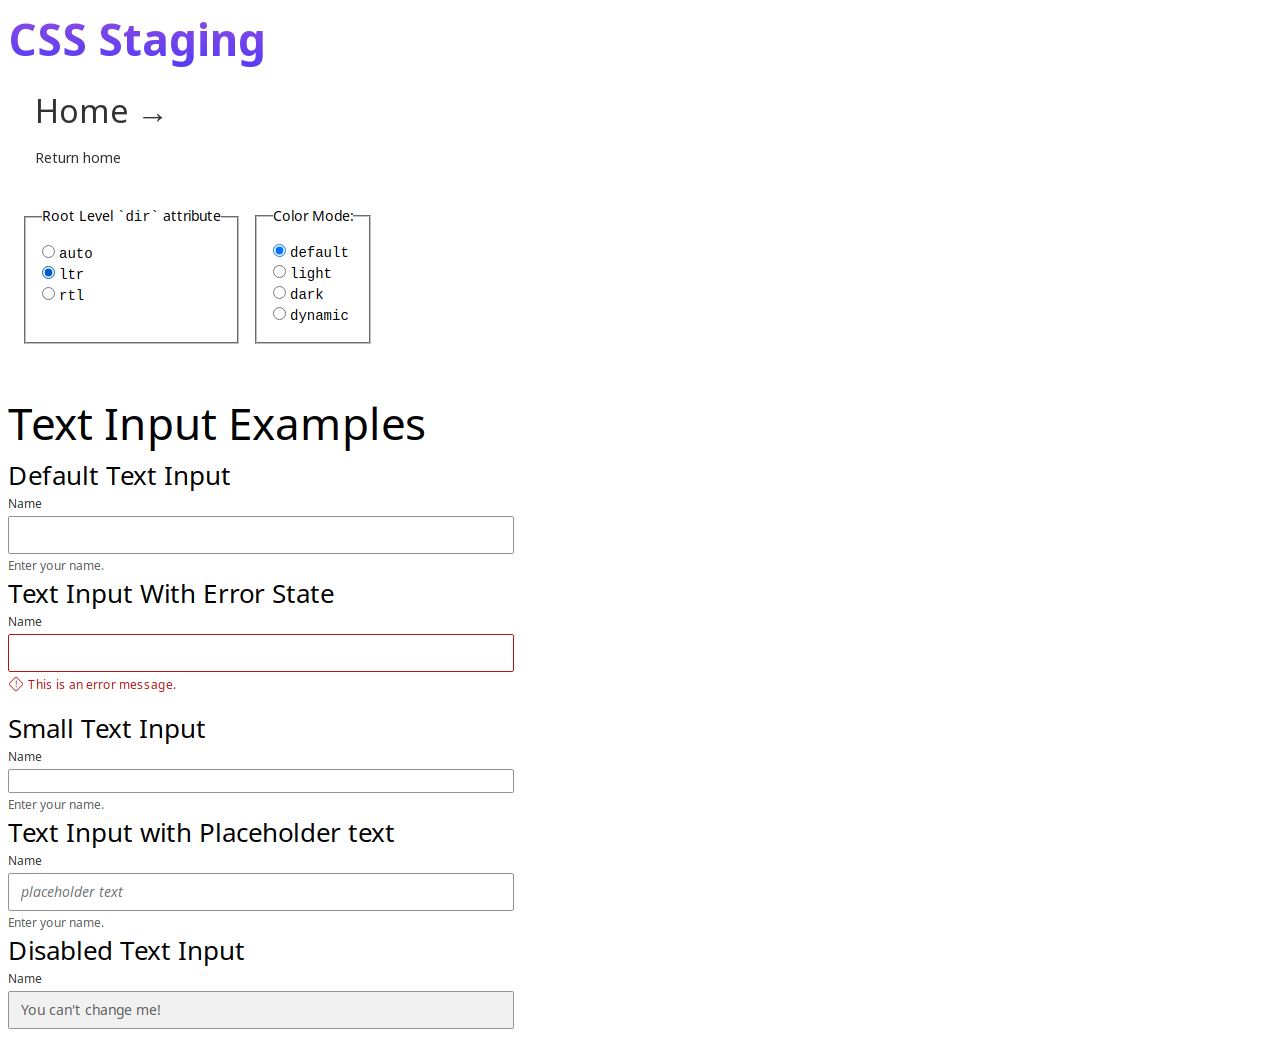 CSS Staging
Home →
Return home
Root Level `dir` attribute
auto
ltr
rtl
Color Mode:
default
light
dark
dynamic
Text Input Examples
Default Text Input
Name
Enter your name.
Text Input With Error State
Name
This is an error message.
Small Text Input
Name
Enter your name.
Text Input with Placeholder text
Name
placeholder text
Enter your name.
Disabled Text Input
Name
You can't change me!